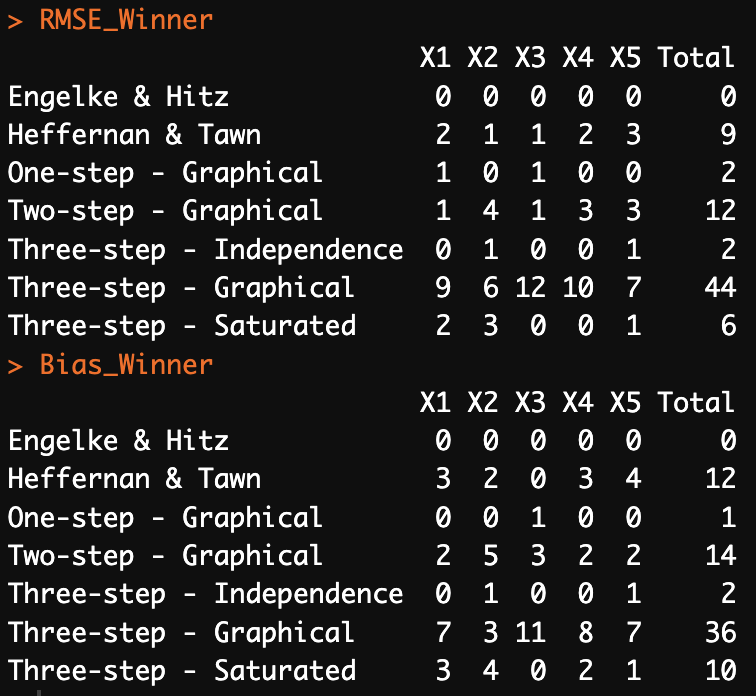 > RMSE_Winner
X1 X2 X3 X4 X5 Total
Engelke & Hitz 0 0 0 0 0 0
Heffernan & Tawn 2 1 1 2 3 9
One-step - Graphical 1 0 1 0 0 2
Two-step - Graphical 1 4 1 3 3 12
Three-step - Independence 0 1 0 0 1 2
Three-step - Graphical 9 6 12 10 7 44
Three-step - Saturated 2 3 0 0 1 6
> Bias_Winner
X1 X2 X3 X4 X5 Total
Engelke & Hitz 0 0 0 0 0 0
Heffernan & Tawn 3 2 0 3 4 12
One-step - Graphical 0 0 1 0 0 1
Two-step - Graphical 2 5 3 2 2 14
Three-step - Independence 0 1 0 0 1 2
Three-step - Graphical 7 3 11 8 7 36
Three-step - Saturated 3 4 0 2 1 10